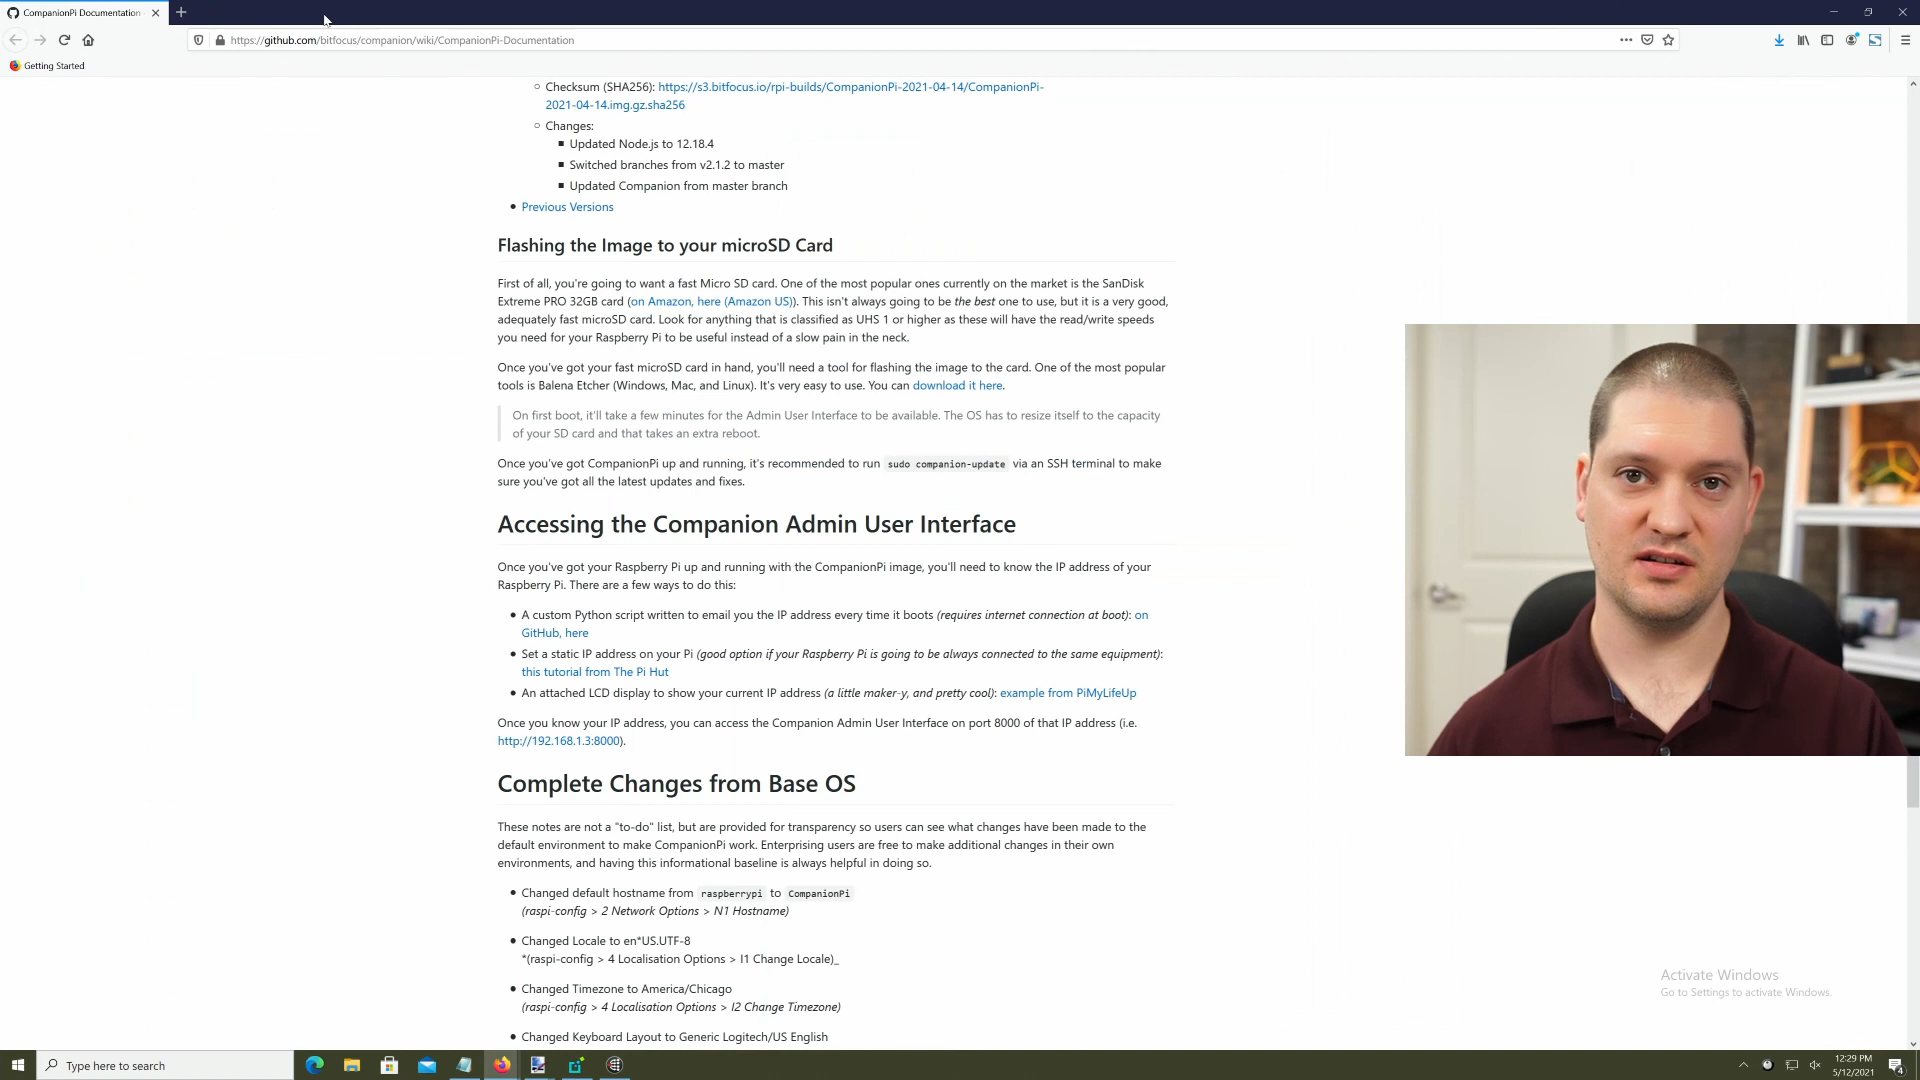 CompanionPi Documentation
https://github.com/bitfocus/companion/wiki/CompanionPi-Documentation
Getting Started
Checksum (SHA256): https://s3.bitfocus.io/rpi-builds/CompanionPi-2021-04-14/CompanionPi-
2021-04-14.img.gz.sha256
Changes:
Updated Node.js to 12.18.4
Switched branches from v2.1.2 to master
Updated Companion from master branch
Previous Versions
Flashing the Image to your microSD Card
First of all, you're going to want a fast Micro SD card. One of the most popular ones currently on the market is the SanDisk
Extreme PRO 32GB card (on Amazon, here (Amazon US)). This isn't always going to be the best one to use, but it is a very good,
adequately fast microSD card. Look for anything that is classified as UHS 1 or higher as these will have the read/write speeds
you need for your Raspberry Pi to be useful instead of a slow pain in the neck.
Once you've got your fast microSD card in hand, you'll need a tool for flashing the image to the card. One of the most popular
tools is Balena Etcher (Windows, Mac, and Linux). It's very easy to use. You can download it here.
On first boot, it'll take a few minutes for the Admin User Interface to be available. The OS has to resize itself to the capacity
of your SD card and that takes an extra reboot.
Once you've got CompanionPi up and running, it's recommended to run sudo companion-update via an SSH terminal to make
sure you've got all the latest updates and fixes.
Accessing the Companion Admin User Interface
Once you've got your Raspberry Pi up and running with the CompanionPi image, you'll need to know the IP address of your
Raspberry Pi. There are a few ways to do this:
A custom Python script written to email you the IP address every time it boots (requires internet connection at boot): on
GitHub, here
Set a static IP address on your Pi (good option if your Raspberry Pi is going to be always connected to the same equipment):
this tutorial from The Pi Hut
An attached LCD display to show your current IP address (a little maker-y, and pretty cool): example from PiMyLifeUp
Once you know your IP address, you can access the Companion Admin User Interface on port 8000 of that IP address (i.e.
http://192.168.1.3:8000).
Complete Changes from Base OS
These notes are not a "to-do" list, but are provided for transparency so users can see what changes have been made to the
default environment to make CompanionPi work. Enterprising users are free to make additional changes in their own
environments, and having this informational baseline is always helpful in doing so.
Changed default hostname from raspberrypi to CompanionPi
(raspi-config > 2 Network Options > N1 Hostname)
Changed Locale to en*US.UTF-8
*(raspi-config > 4 Localisation Options > I1 Change Locale)_
Changed Timezone to America/Chicago
(raspi-config > 4 Localisation Options > I2 Change Timezone)
Changed Keyboard Layout to Generic Logitech/US English
Activate Windows
Go to Settings to activate Windows.
Type here to search
12:29 PM
5/12/2021
4